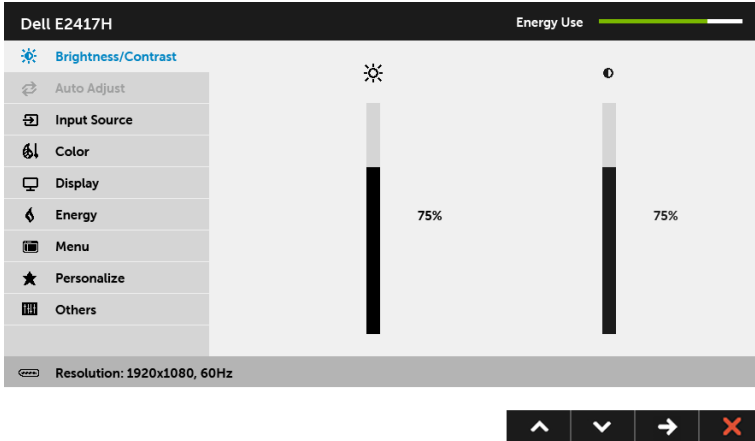 Dell E2417H
Energy Use
Brightness/Contrast
Auto Adjust
Input Source
Color
Display
Energy
Menu
Personalize
Others
75%
75%
Resolution: 1920x1080, 60Hz